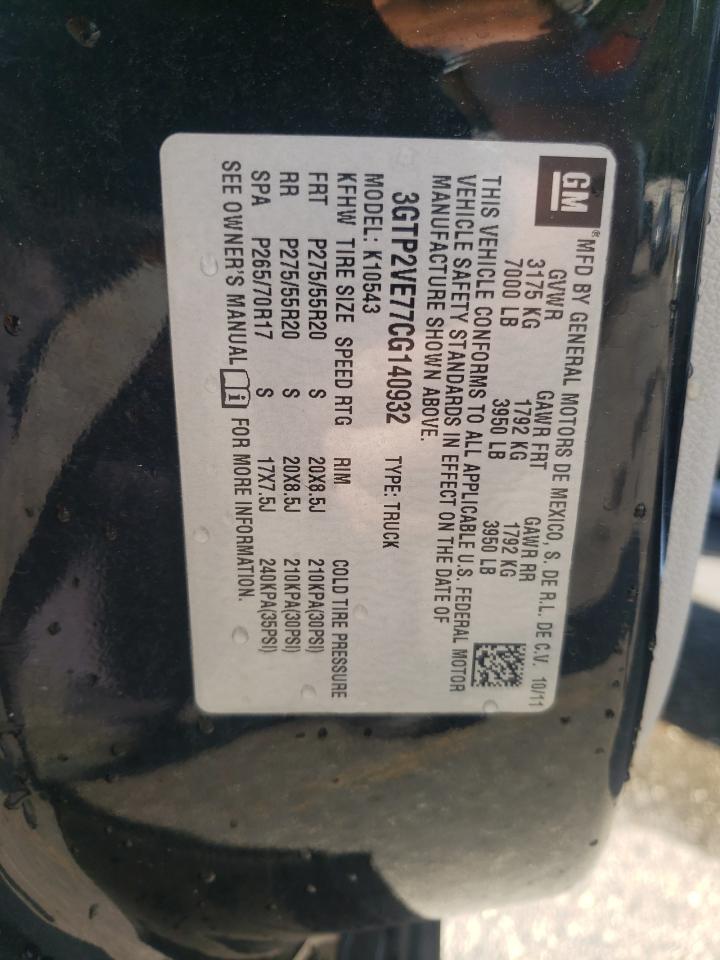 GM ® MFD BY GENERAL MOTORS DE MEXICO, S. DE R.L. DE C.V. 10/11
GVWR GAWR FRT GAWR RR
3175 KG 1792 KG 1792 KG
7000 LB 3950 LB 3950 LB
THIS VEHICLE CONFORMS TO ALL APPLICABLE U.S. FEDERAL MOTOR
VEHICLE SAFETY STANDARDS IN EFFECT ON THE DATE OF
MANUFACTURE SHOWN ABOVE.
3GTP2VE77CG140932 TYPE: TRUCK
MODEL: K10543
KFHW TIRE SIZE SPEED RTG RIM COLD TIRE PRESSURE
FRT P275/55R20 S 20X8.5J 210KPA(30PSI)
RR P275/55R20 S 20X8.5J 210KPA(30PSI)
SPA P265/70R17 S 17X7.5J 240KPA(35PSI)
SEE OWNER'S MANUAL i FOR MORE INFORMATION.